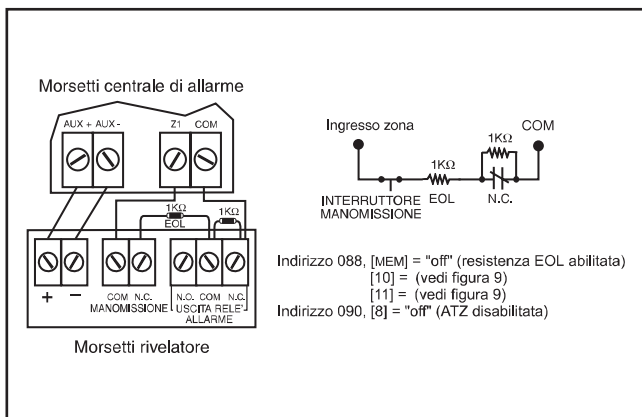 Morsetti centrale di allarme
AUX + AUX - Z1 COM
1KΩ
EOL
1KΩ
+ −
COM N.C.
MANOMISSIONE
N.O. COM N.C.
USCITA RELE'
ALLARME
Morsetti rivelatore
Ingresso zona
COM
1KΩ
1KΩ
INTERRUTTORE
MANOMISSIONE
EOL
N.C.
Indirizzo 088, [MEM] = "off" (resistenza EOL abilitata)
[10] = (vedi figura 9)
[11] = (vedi figura 9)
Indirizzo 090, [8] = "off" (ATZ disabilitata)